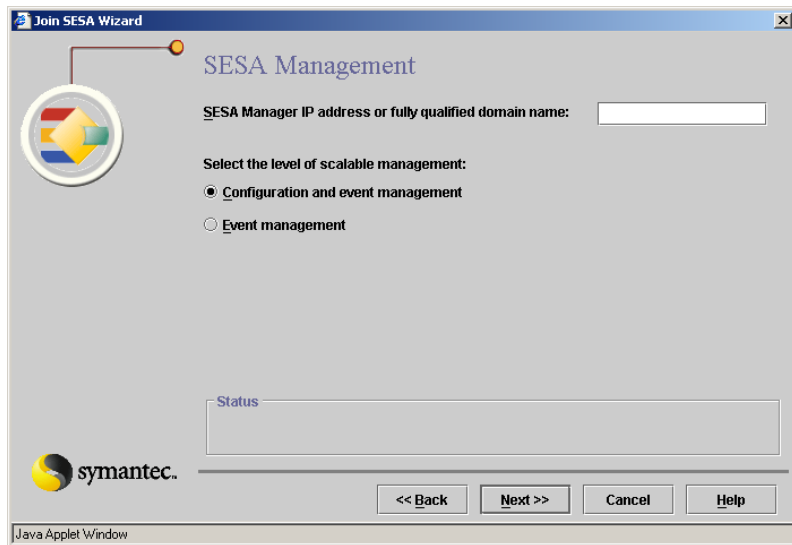 Join SESA Wizard
SESA Management
SESA Manager IP address or fully qualified domain name:
Select the level of scalable management:
Configuration and event management
Event management
Status
symantec.
<< Back Next >> Cancel Help
Java Applet Window